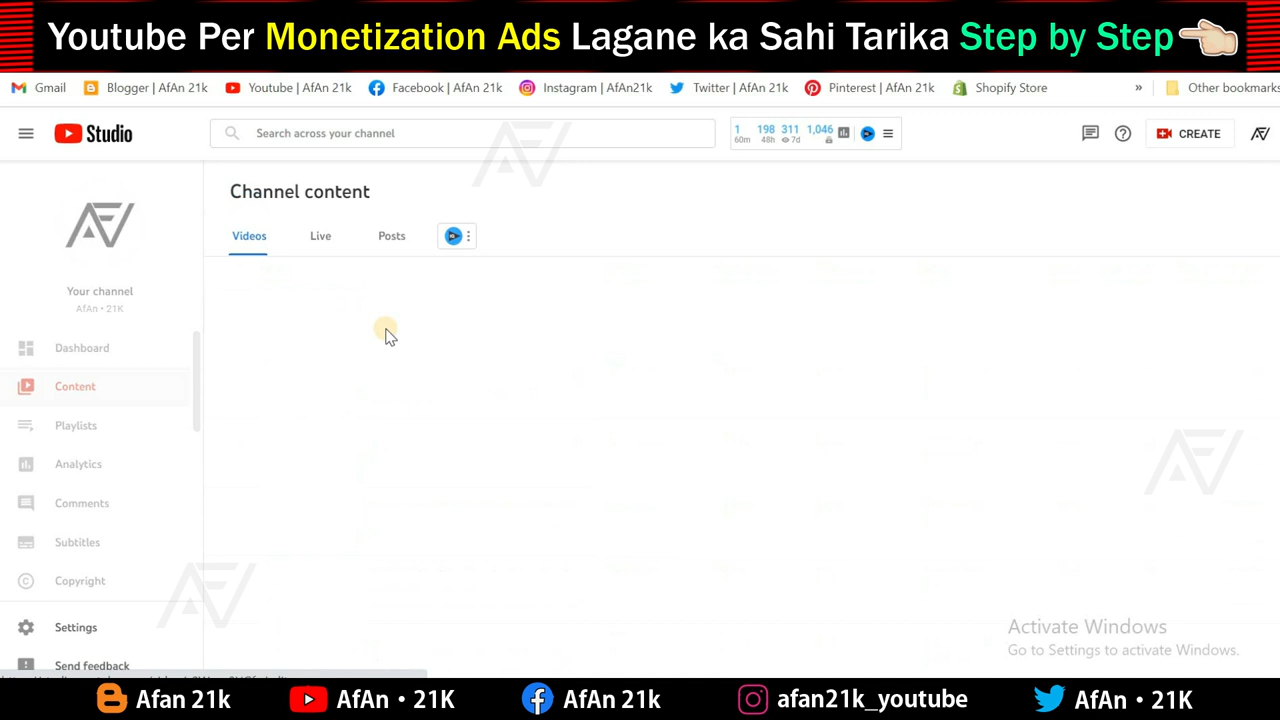 Youtube Per Monetization Ads Lagane ka Sahi Tarika Step by Step
Gmail Blogger | AfAn 21k Youtube | AfAn 21k Facebook | AfAn 21k Instagram | AfAn21k Twitter | AfAn 21k Pinterest | AfAn 21k Shopify Store » Other bookmarks
Studio Search across your channel 1 198 311 1,046 CREATE
60m 48h 7d
Channel content
Videos Live Posts
Your channel
AfAn • 21K
Dashboard
Content
Playlists
Analytics
Comments
Subtitles
Copyright
Settings
Send feedback
Activate Windows
Go to Settings to activate Windows.
Afan 21k AfAn • 21K AfAn 21k afan21k_youtube AfAn • 21K